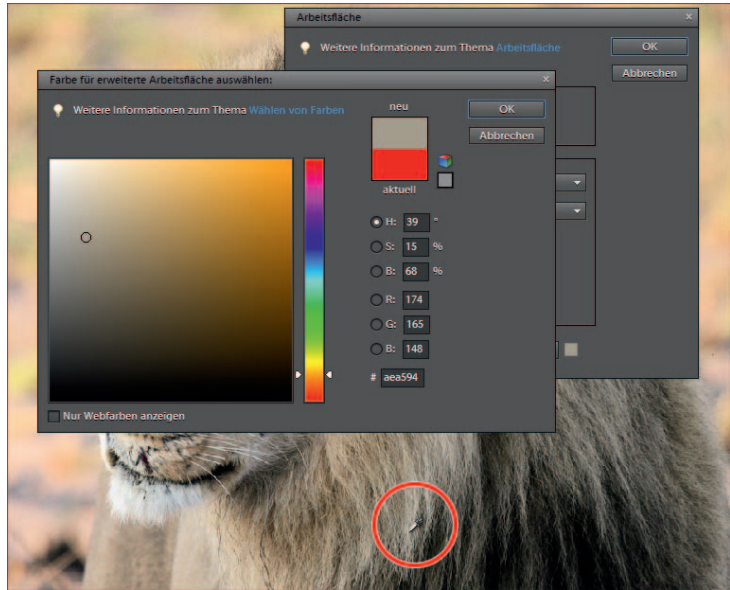 Arbeitsfläche
Weitere Informationen zum Thema Arbeitsfläche
OK
Abbrechen
Farbe für erweiterte Arbeitsfläche auswählen:
Weitere Informationen zum Thema Wählen von Farben
neu
OK
Abbrechen
aktuell
H: 39 °
S: 15 %
B: 68 %
R: 174
G: 165
B: 148
# aea594
Nur Webfarben anzeigen